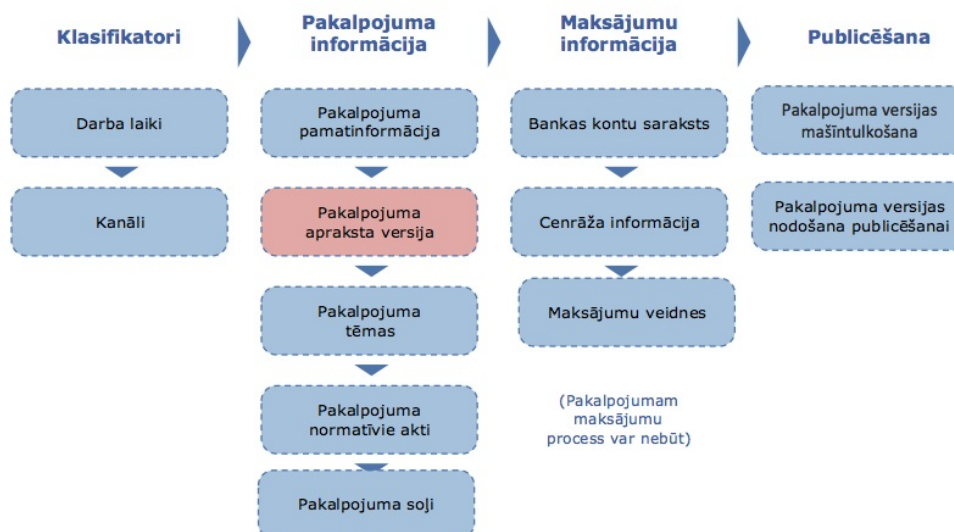 Klasifikatori
Darba laiki
Kanāli
Pakalpojuma
informācija
Pakalpojuma
pamatinformācija
Pakalpojuma
apraksta versija
Pakalpojuma
tēmas
Pakalpojuma
normatīvie akti
Pakalpojuma soļi
Maksājumu
informācija
Bankas kontu saraksts
Cenrāža informācija
Maksājumu veidnes
(Pakalpojumam
maksājumu
process var nebūt)
Publicēšana
Pakalpojuma versijas
mašīntulkošana
Pakalpojuma versijas
nodošana publicēšanai